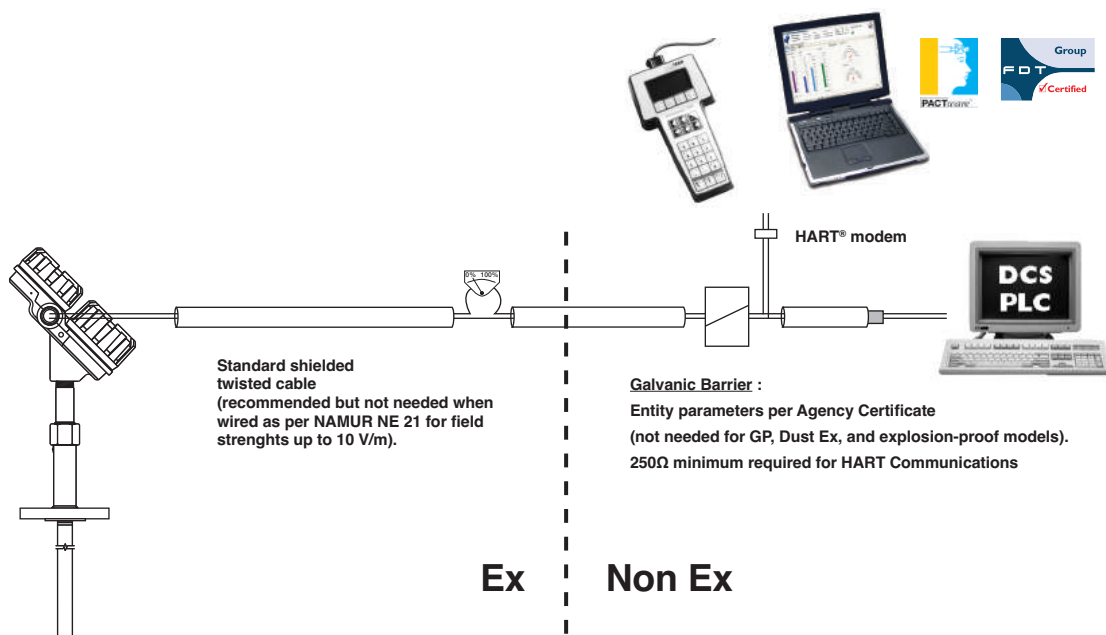 Group
FDT
Certified
PACTware
HART® modem
0% 100%
DCS
PLC
Standard shielded
twisted cable
(recommended but not needed when
wired as per NAMUR NE 21 for field
strenghts up to 10 V/m).
Galvanic Barrier :
Entity parameters per Agency Certificate
(not needed for GP, Dust Ex, and explosion-proof models).
250Ω minimum required for HART Communications
Ex
Non Ex